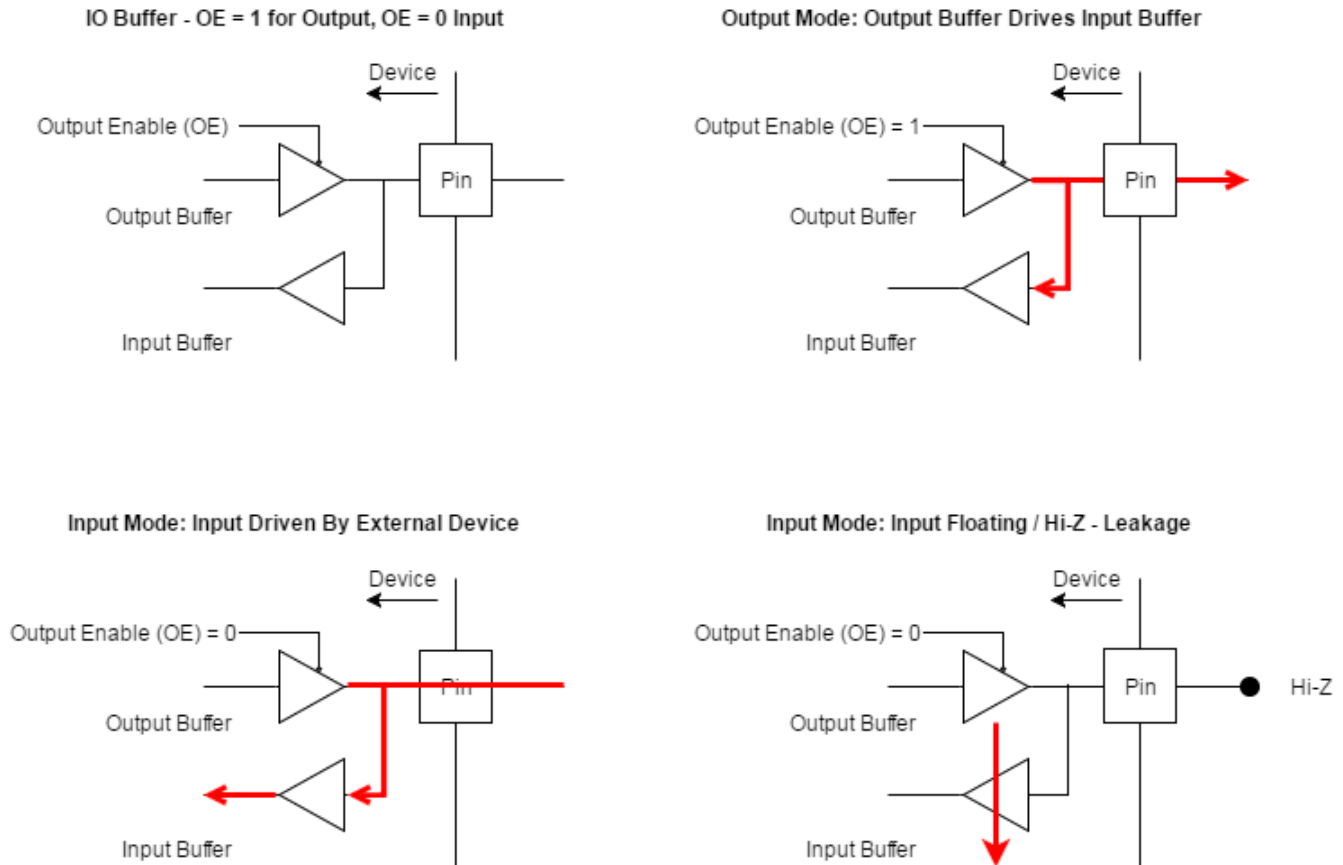 IO Buffer - OE = 1 for Output, OE = 0 Input
Device
Output Enable (OE)
Pin
Output Buffer
Input Buffer
Output Mode: Output Buffer Drives Input Buffer
Device
Output Enable (OE) = 1
Pin
Output Buffer
Input Buffer
Input Mode: Input Driven By External Device
Device
Output Enable (OE) = 0
Pin
Output Buffer
Input Buffer
Input Mode: Input Floating / Hi-Z - Leakage
Device
Output Enable (OE) = 0
Pin
Hi-Z
Output Buffer
Input Buffer